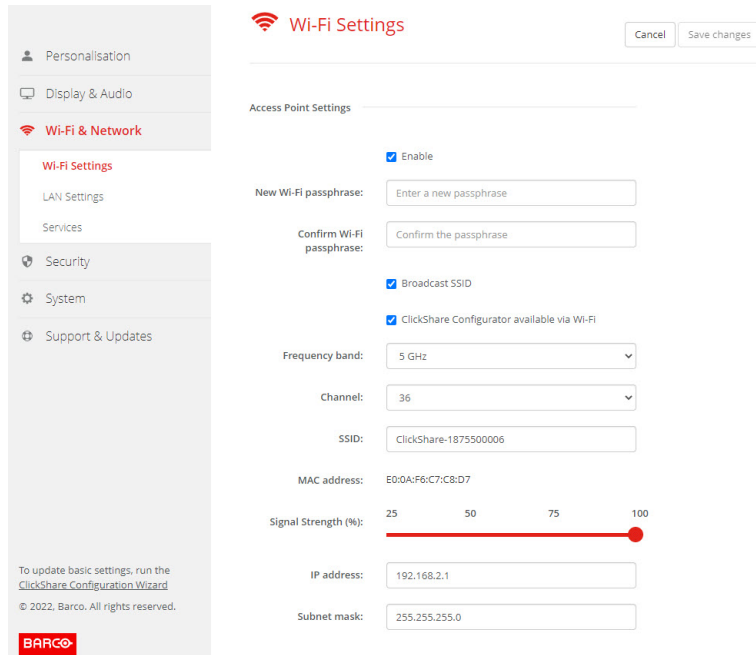 Wi-Fi Settings
Cancel
Save changes
Personalisation
Display & Audio
Wi-Fi & Network
Wi-Fi Settings
LAN Settings
Services
Security
System
Support & Updates
To update basic settings, run the
ClickShare Configuration Wizard
© 2022, Barco. All rights reserved.
BARCO
Access Point Settings
Enable
New Wi-Fi passphrase: Enter a new passphrase
Confirm Wi-Fi
passphrase: Confirm the passphrase
Broadcast SSID
ClickShare Configurator available via Wi-Fi
Frequency band: 5 GHz
Channel: 36
SSID: ClickShare-1875500006
MAC address: E0:0A:F6:C7:C8:D7
Signal Strength (%): 25 50 75 100
IP address: 192.168.2.1
Subnet mask: 255.255.255.0